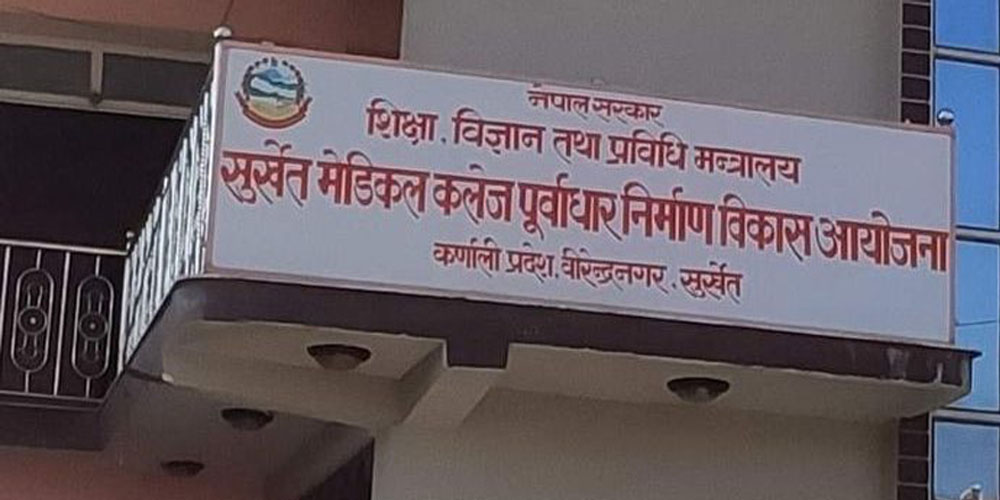 नेपाल सरकार
शिक्षा, विज्ञान तथा प्रविधि मन्त्रालय
सुर्खेत मेडिकल कलेज पूर्वाधार निर्माण विकास आयोजना
कर्णाली प्रदेश, वीरेन्द्रनगर, सुर्खेत